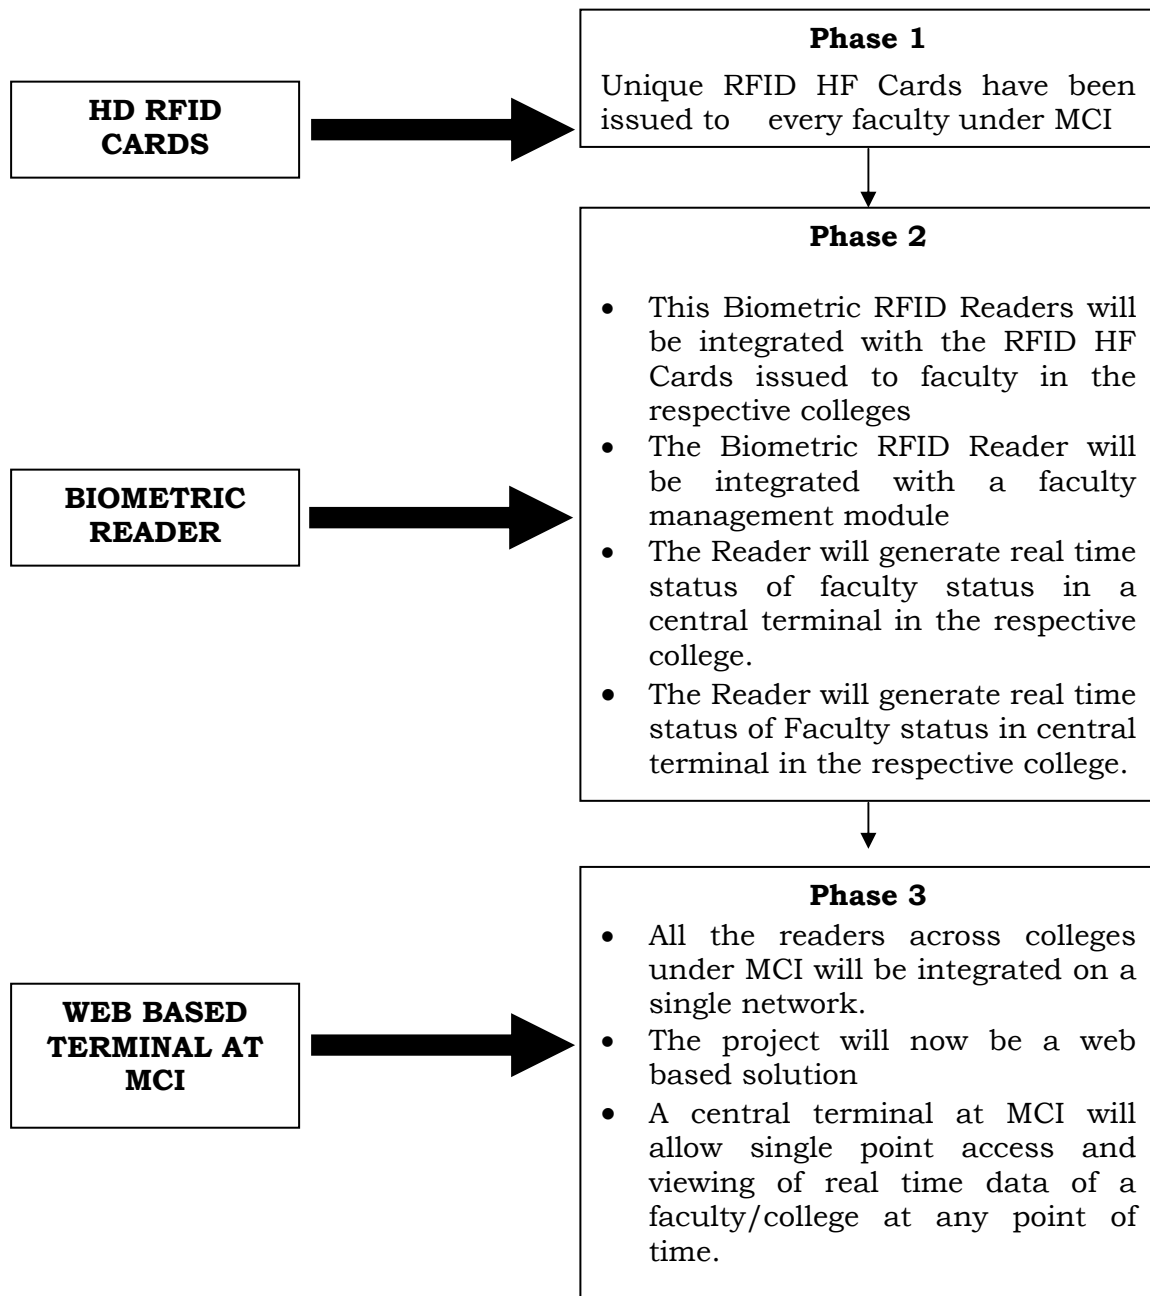 Phase 1
Unique RFID HF Cards have been
issued to every faculty under MCI
HD RFID
CARDS
Phase 2
• This Biometric RFID Readers will
be integrated with the RFID HF
Cards issued to faculty in the
respective colleges
• The Biometric RFID Reader will
be integrated with a faculty
management module
• The Reader will generate real time
status of faculty status in a
central terminal in the respective
college.
• The Reader will generate real time
status of Faculty status in central
terminal in the respective college.
BIOMETRIC
READER
Phase 3
• All the readers across colleges
under MCI will be integrated on a
single network.
• The project will now be a web
based solution
• A central terminal at MCI will
allow single point access and
viewing of real time data of a
faculty/college at any point of
time.
WEB BASED
TERMINAL AT
MCI